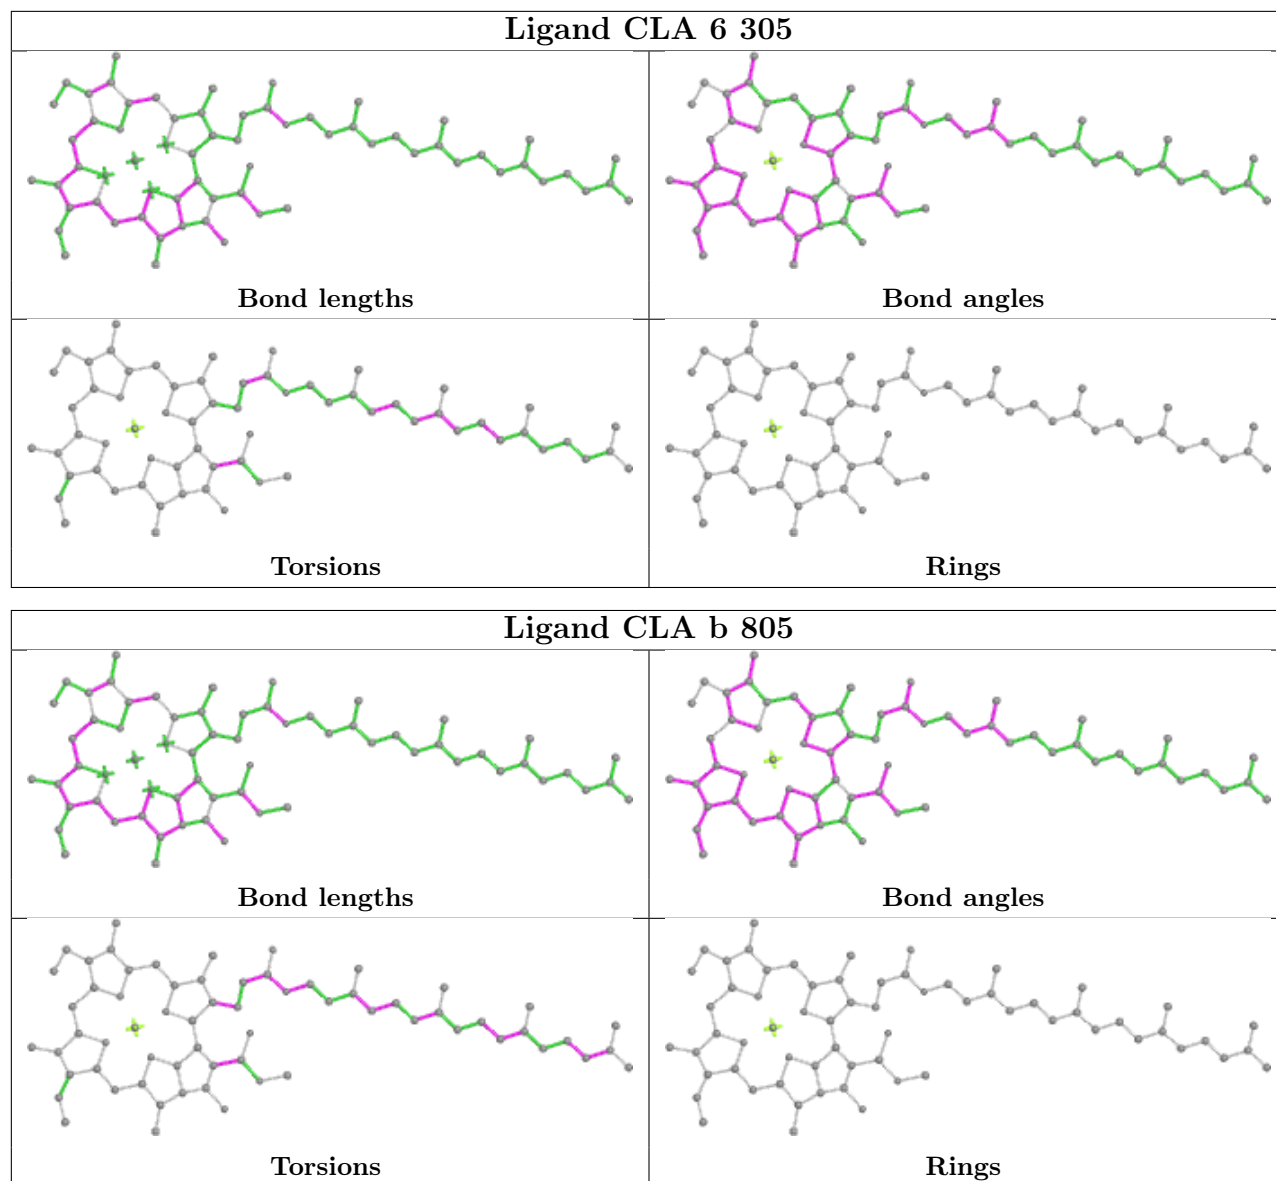 Ligand CLA 6 305
Bond lengths
Bond angles
Torsions
Rings
Ligand CLA b 805
Bond lengths
Bond angles
Torsions
Rings